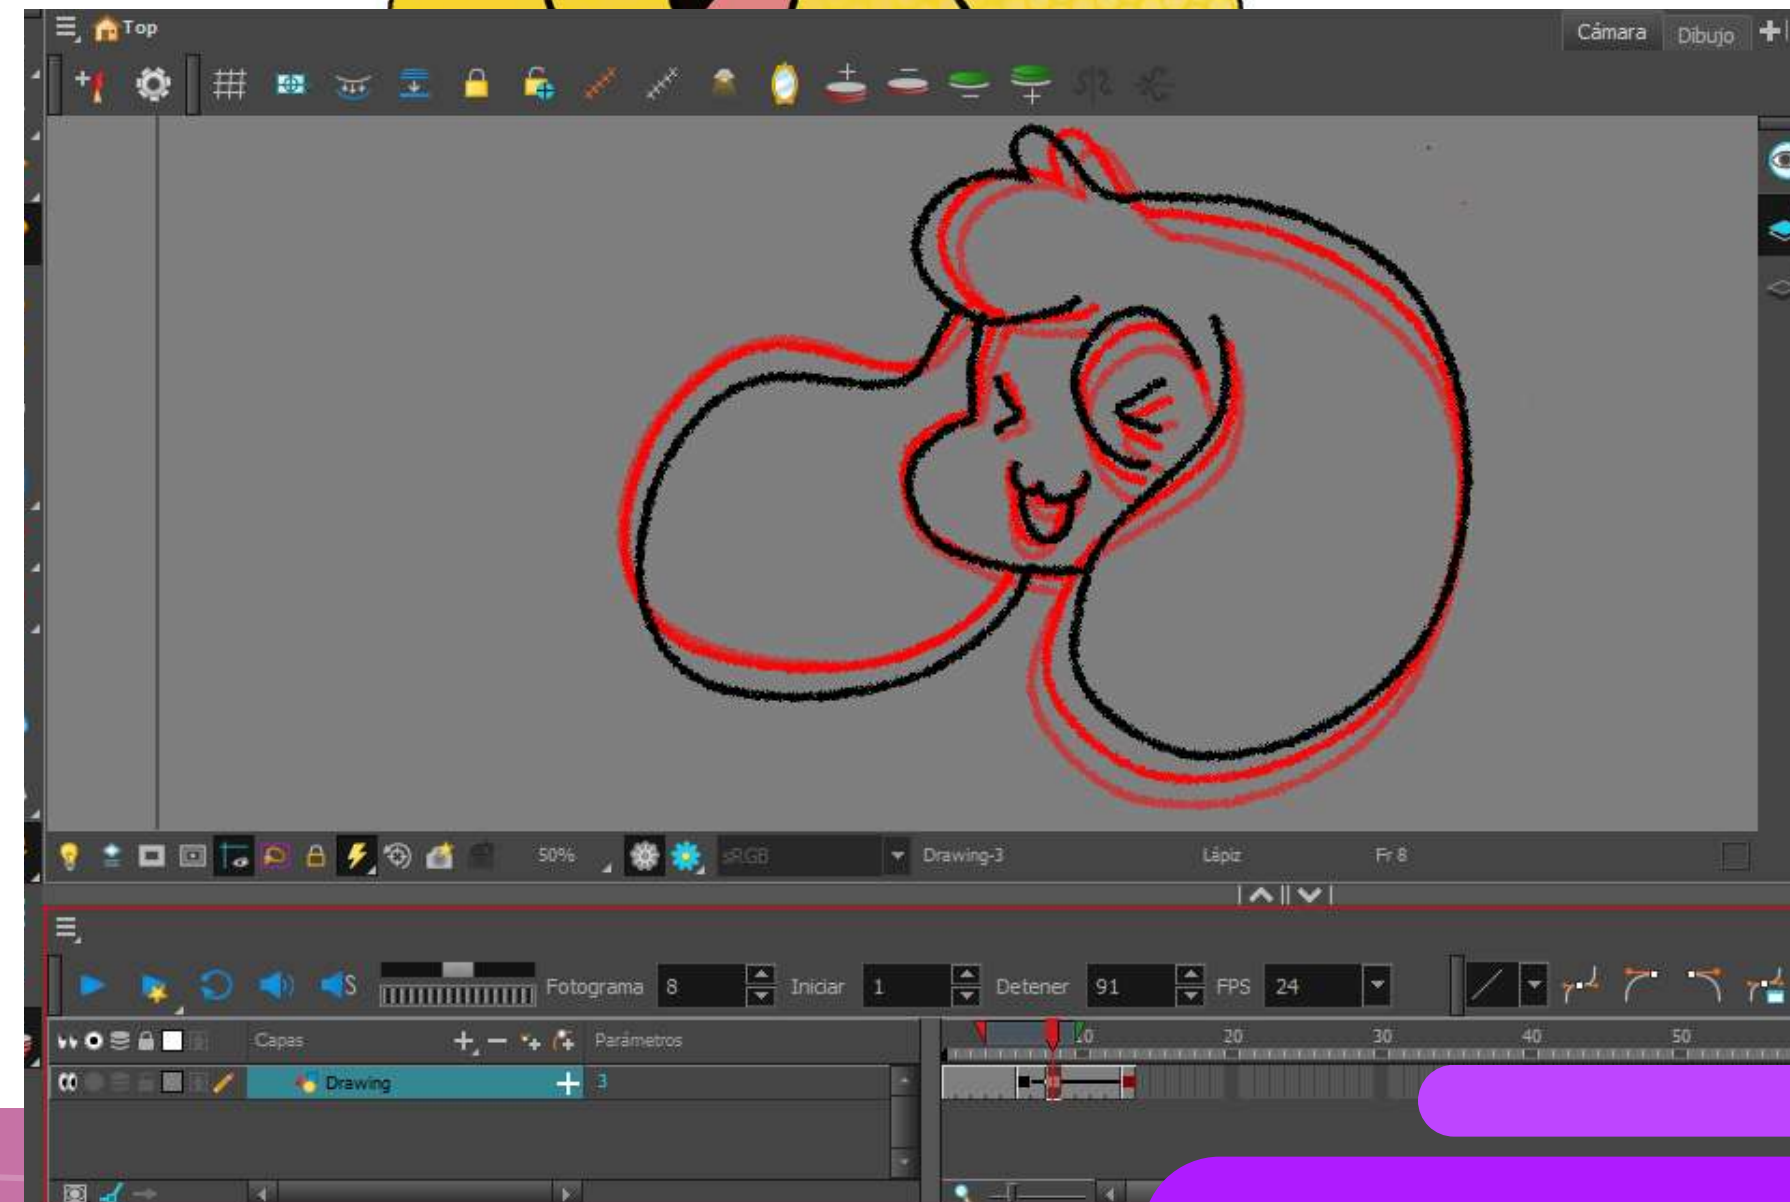 Top
Cámara
Dibujo
50%
sRGB
Drawing-3
Lápiz
Fr 8
S
Fotograma 8
Iniciar 1
Detener 91
FPS 24
Capas
Parámetros
10 20 30 40 50
Drawing
3